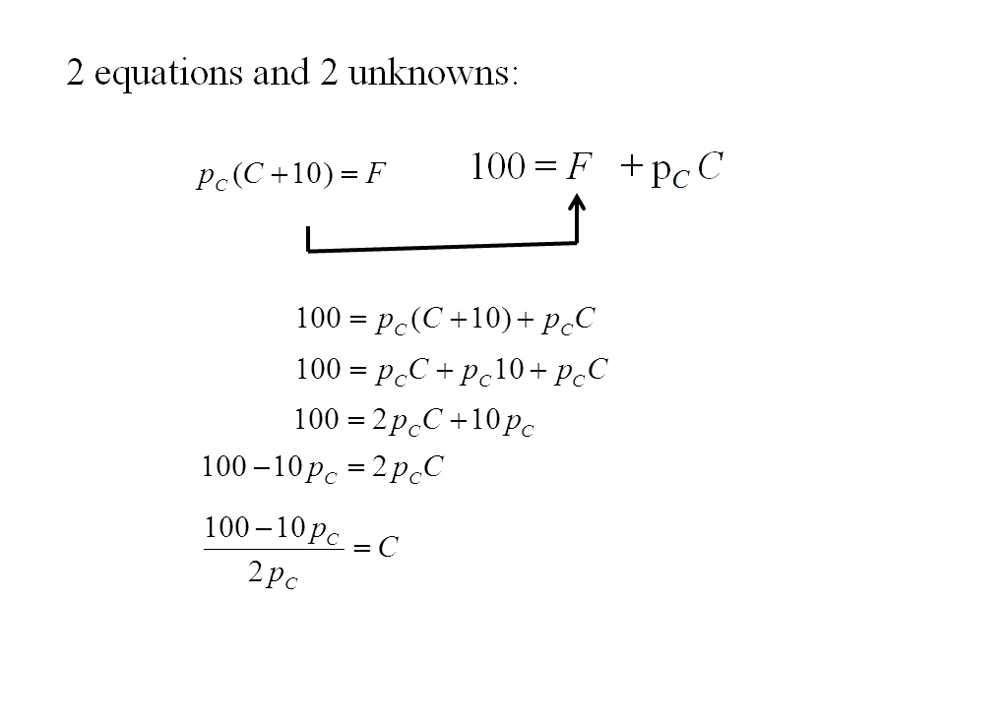 2 equations and 2 unknowns:
p_C(C+10) = F    100 = F + p_C C
100 = p_C(C+10) + p_C C
100 = p_C C + p_C 10 + p_C C
100 = 2p_C C + 10p_C
100 − 10p_C = 2p_C C
100 − 10p_C
2p_C
= C